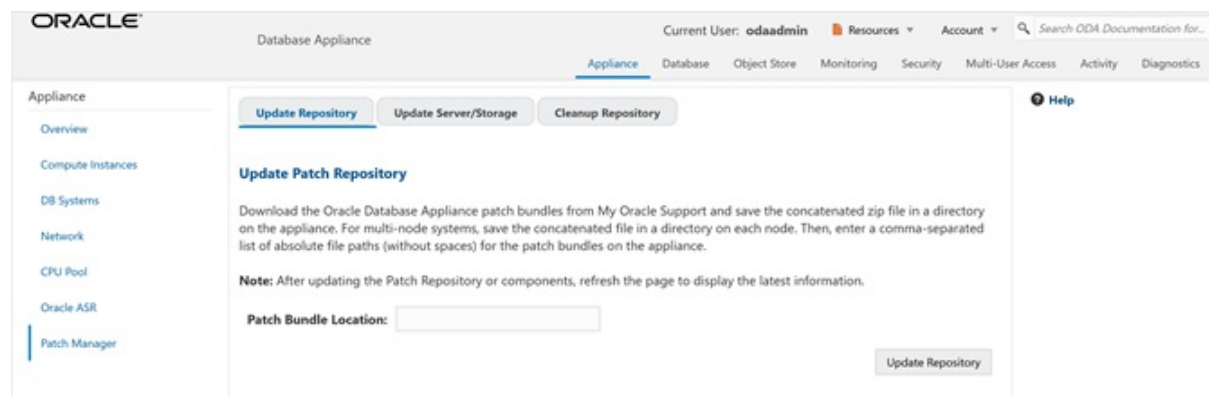 ORACLE
Database Appliance
Current User: odaadmin
Resources
Account
Search ODA Documentation for...
Appliance
Database
Object Store
Monitoring
Security
Multi-User Access
Activity
Diagnostics
Appliance
Overview
Compute Instances
DB Systems
Network
CPU Pool
Oracle ASR
Patch Manager
Update Repository
Update Server/Storage
Cleanup Repository
Update Patch Repository
Download the Oracle Database Appliance patch bundles from My Oracle Support and save the concatenated zip file in a directory
on the appliance. For multi-node systems, save the concatenated file in a directory on each node. Then, enter a comma-separated
list of absolute file paths (without spaces) for the patch bundles on the appliance.
Note: After updating the Patch Repository or components, refresh the page to display the latest information.
Patch Bundle Location:
Update Repository
Help